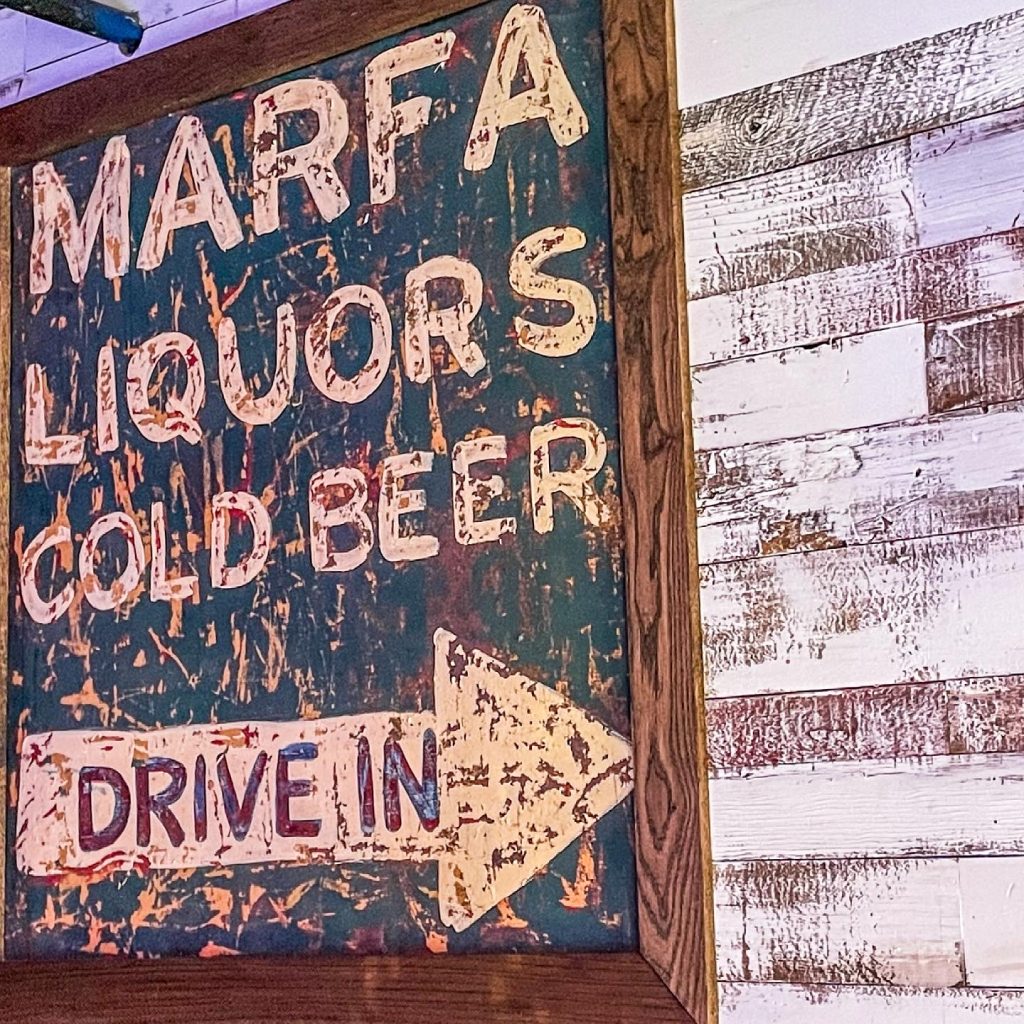 MARFA
LIQUORS
COLD BEER
DRIVE IN